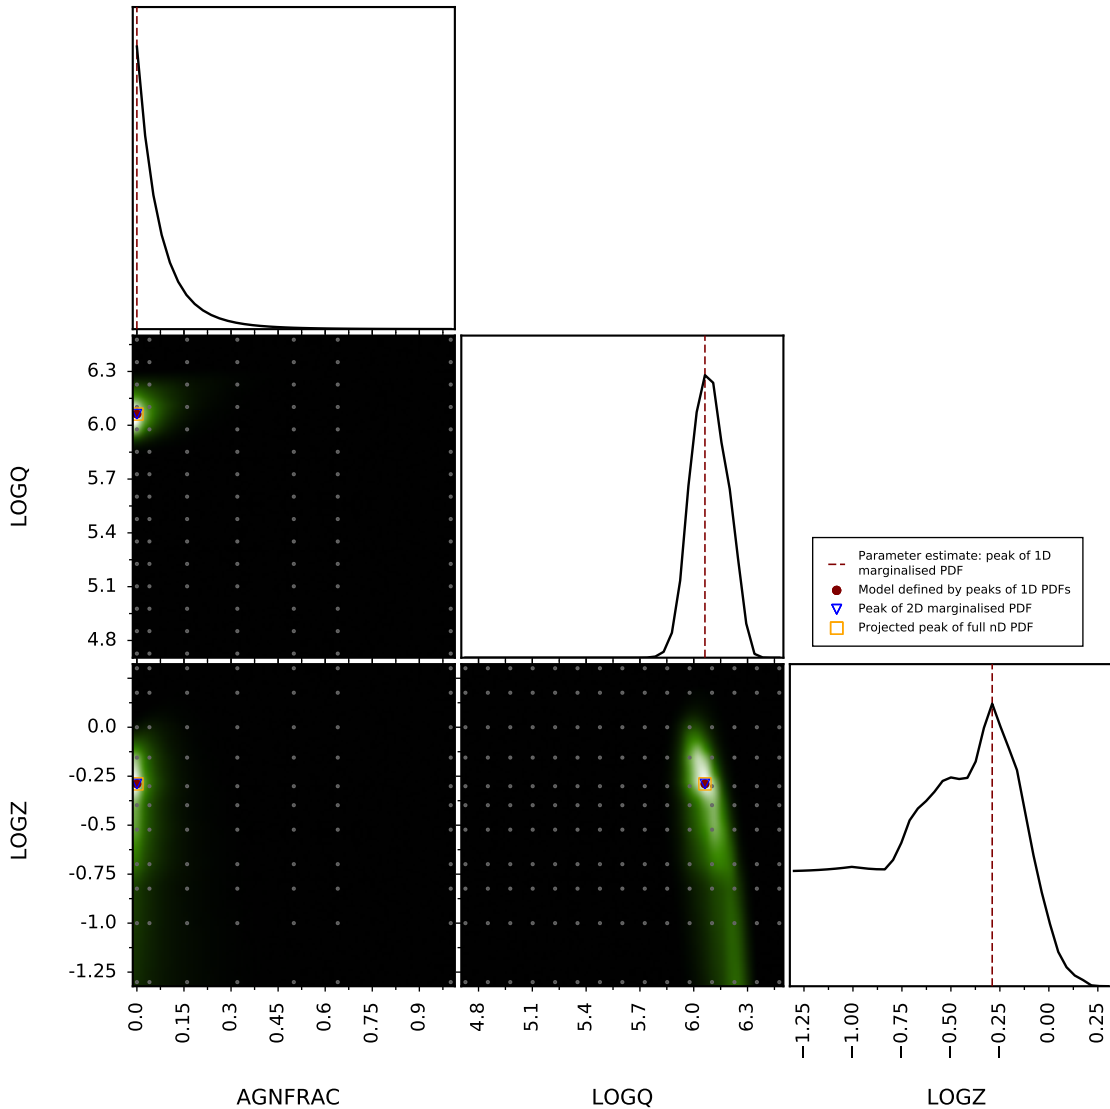 6.3
6.0
5.7
5.4
5.1
4.8
LOGQ
Parameter estimate: peak of 1D
marginalised PDF
Model defined by peaks of 1D PDFs
Peak of 2D marginalised PDF
Projected peak of full nD PDF
0.0
-0.25
-0.5
-0.75
-1.0
-1.25
LOGZ
0.0 0.15 0.3 0.45 0.6 0.75 0.9
4.8 5.1 5.4 5.7 6.0 6.3
−1.25 −1.00 −0.75 −0.50 −0.25 0.00 0.25
AGNFRAC LOGQ LOGZ